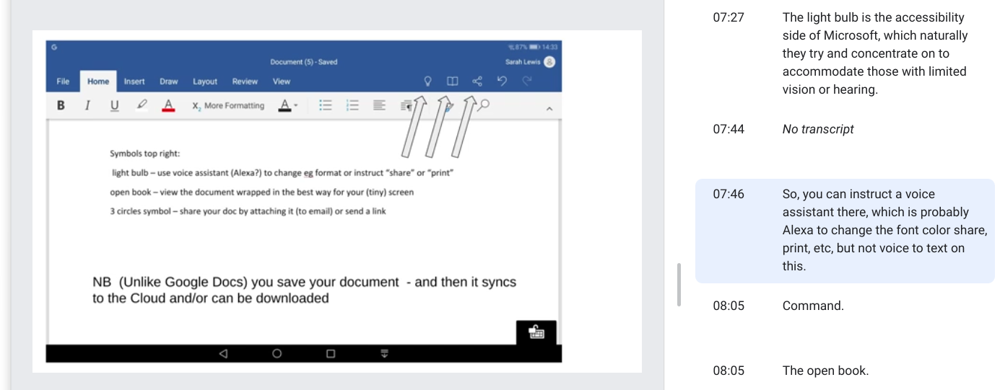 G
87% 14:33
Document (5) - Saved
Sarah Lewis
File Home Insert Draw Layout Review View
B I U A X₂ More Formatting A
Symbols top right:
light bulb – use voice assistant (Alexa?) to change eg format or instruct “share” or “print”
open book – view the document wrapped in the best way for your (tiny) screen
3 circles symbol – share your doc by attaching it (to email) or send a link
NB (Unlike Google Docs) you save your document - and then it syncs
to the Cloud and/or can be downloaded
07:27 The light bulb is the accessibility
side of Microsoft, which naturally
they try and concentrate on to
accommodate those with limited
vision or hearing.
07:44 No transcript
07:46 So, you can instruct a voice
assistant there, which is probably
Alexa to change the font color share,
print, etc, but not voice to text on
this.
08:05 Command.
08:05 The open book.